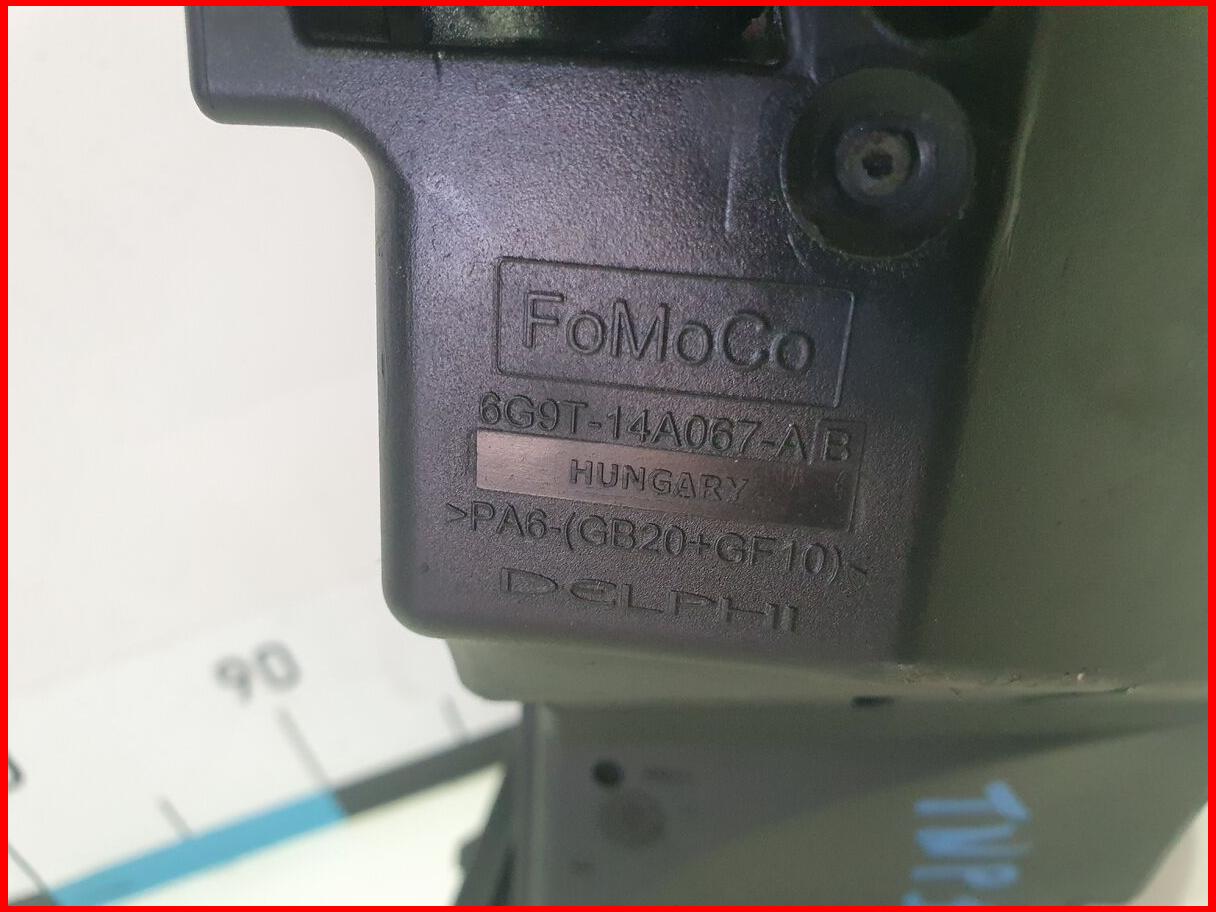 FoMoCo
6G9T-14A067-AB
HUNGARY
>PA6-(GB20+GF10)<
DELPHI
90